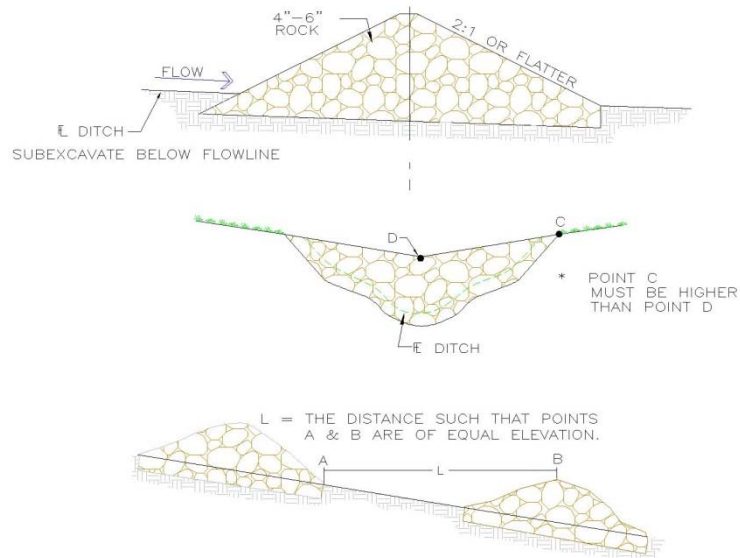 4"-6"
ROCK
2:1 OR FLATTER
FLOW
℄ DITCH
SUBEXCAVATE BELOW FLOWLINE
C
D
* POINT C
MUST BE HIGHER
THAN POINT D
℄ DITCH
L = THE DISTANCE SUCH THAT POINTS
A & B ARE OF EQUAL ELEVATION.
A
B
L